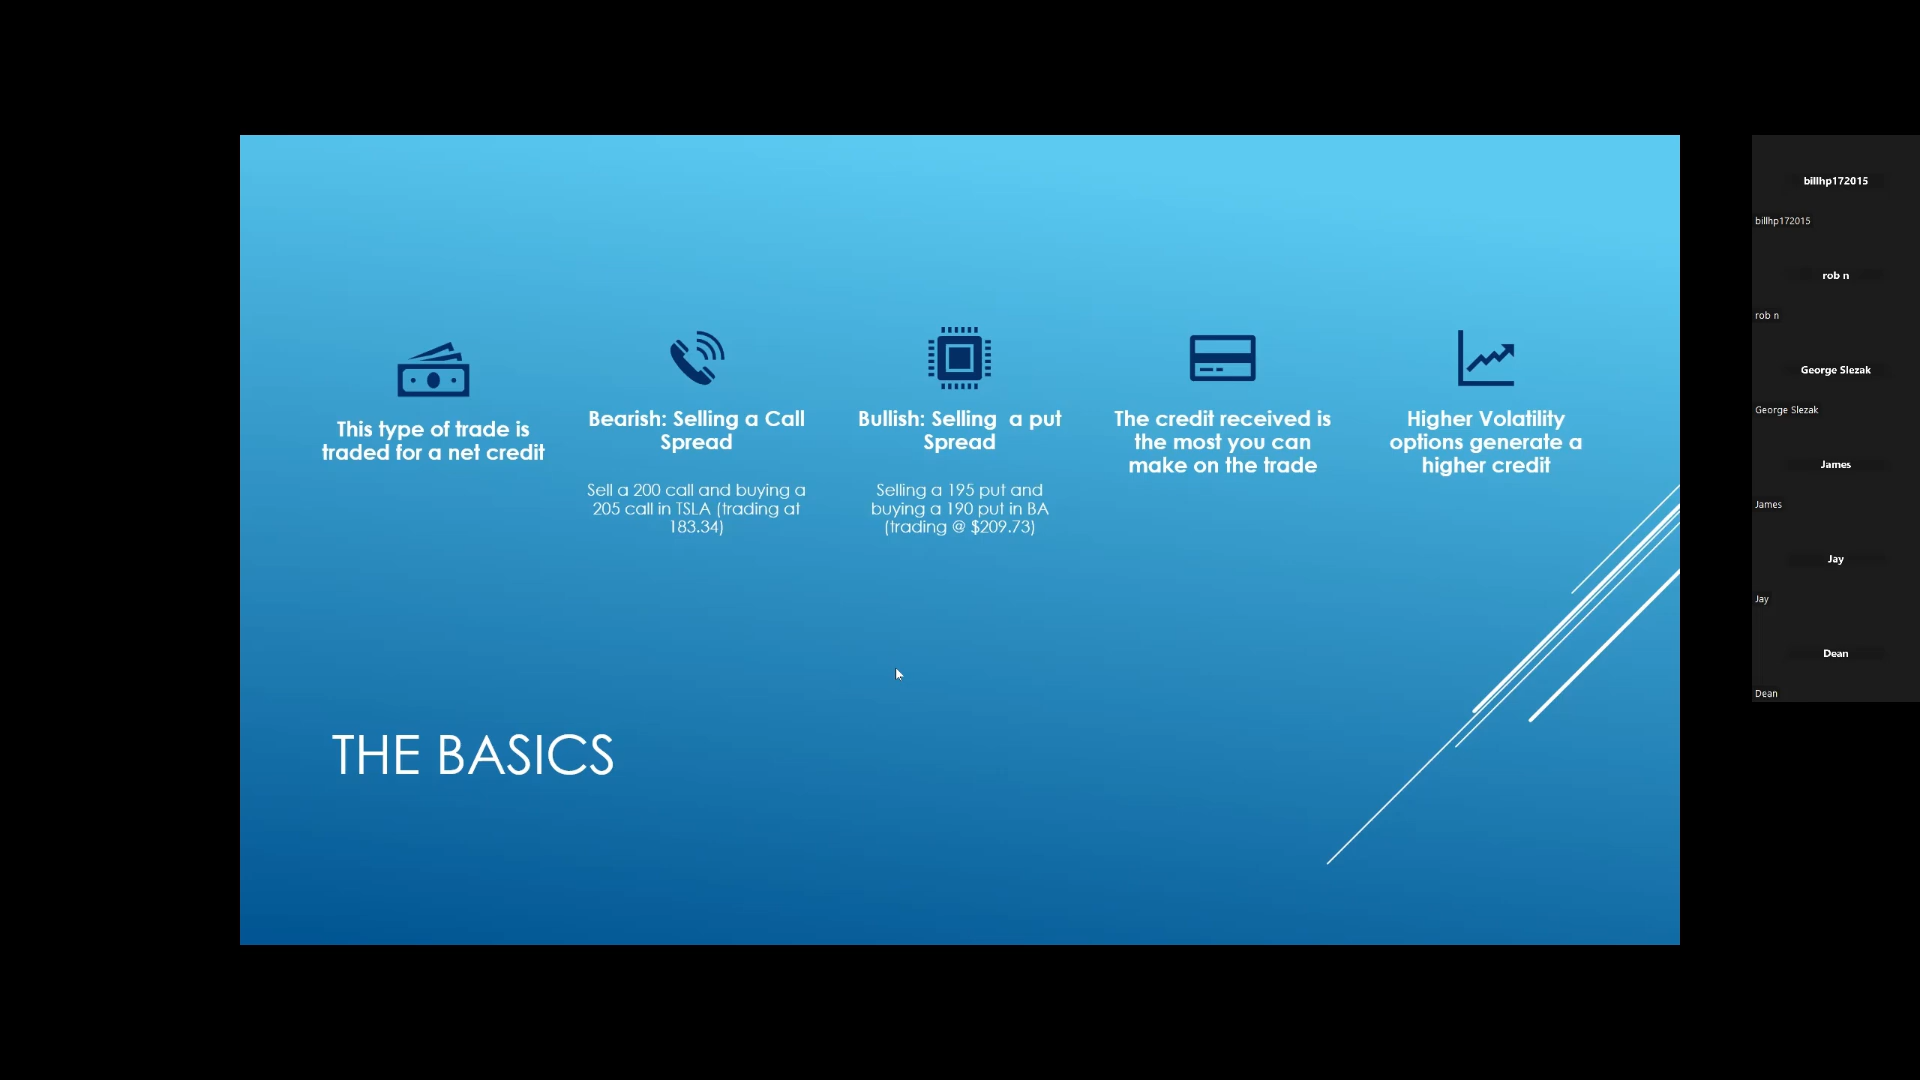 This type of trade is
traded for a net credit
Bearish: Selling a Call
Spread
Sell a 200 call and buying a
205 call in TSLA (trading at
183.34)
Bullish: Selling  a put
Spread
Selling a 195 put and
buying a 190 put in BA
(trading @ $209.73)
The credit received is
the most you can
make on the trade
Higher Volatility
options generate a
higher credit
THE BASICS
billhp172015
billhp172015
rob n
rob n
George Slezak
George Slezak
James
James
Jay
Jay
Dean
Dean